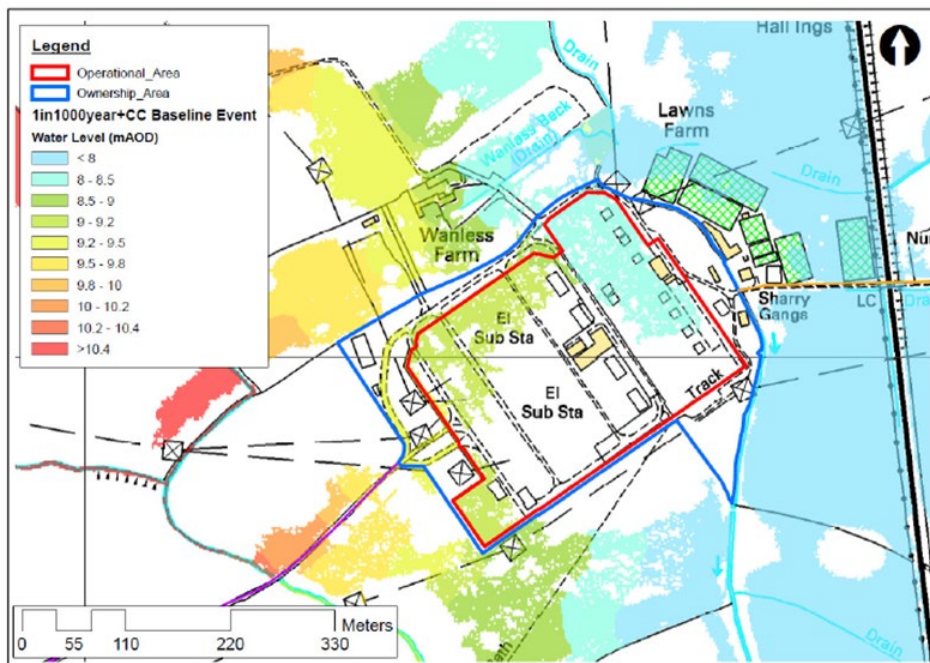 Legend
Operational_Area
Ownership_Area
1in1000year+CC Baseline Event
Water Level (mAOD)
< 8
8 - 8.5
8.5 - 9
9 - 9.2
9.2 - 9.5
9.5 - 9.8
9.8 - 10
10 - 10.2
10.2 - 10.4
>10.4
Hall Ings
Drain
Lawns
Farm
Wanless Beck
(Drain)
Drain
Wanless
Farm
Sharry
Gangs
LC
El
Sub Sta
El
Sub Sta
Track
Drain
Drain
Meters
0 55 110 220 330